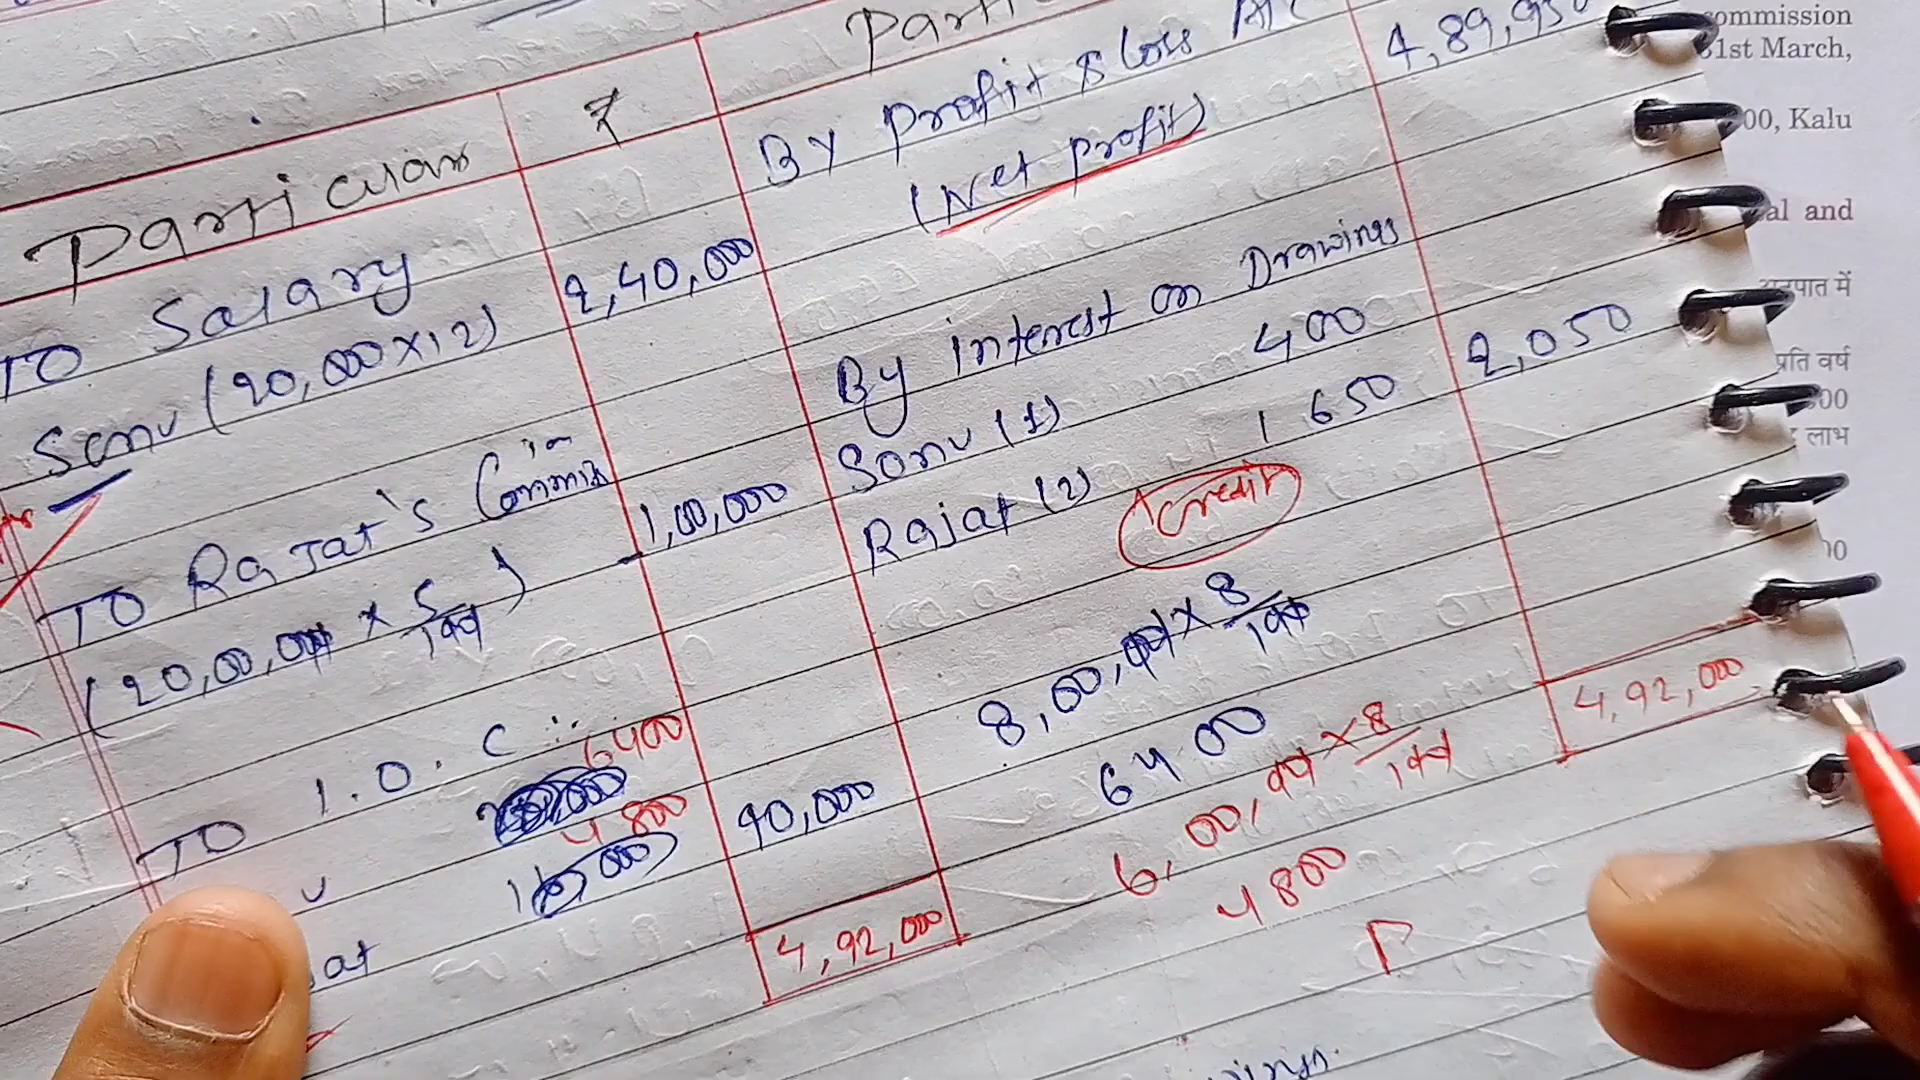 Particulars ₹
By Profit & Loss A/c 4,89,950
(Net Profit)
TO Salary
Sonu (20,000×12) 2,40,000
By interest on Drawings
Sonu (1) 400
Rajat (2) 1650 2,050
TO Rajat's Commission 1,00,000
(20,00,000 × 5/100)
Credit
8,00,000×8/100
6400
TO I.O.C :-
6400
4800
90,000
6,00,000×8/100
4800
4,92,000
4,92,000
commission
31st March,
00, Kalu
al and
प्रति वर्ष
लाभ